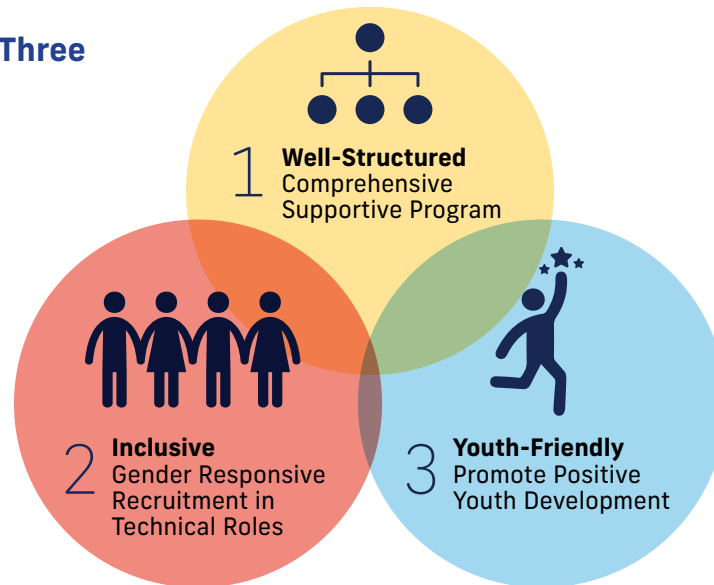 Three
1
Well-Structured
Comprehensive
Supportive Program
2
Inclusive
Gender Responsive
Recruitment in
Technical Roles
3
Youth-Friendly
Promote Positive
Youth Development